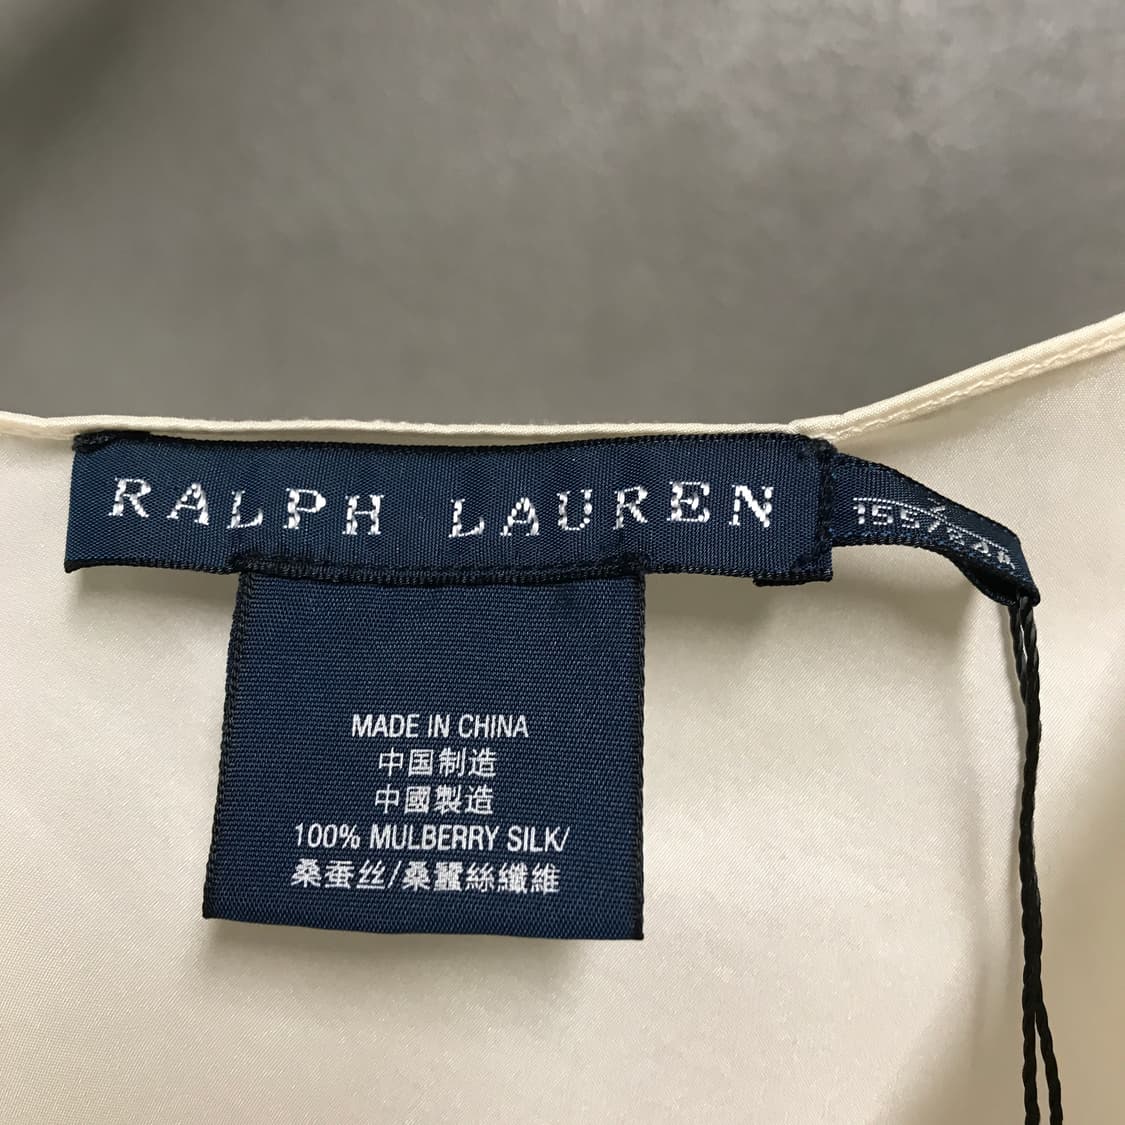 RALPH LAUREN
155/
MADE IN CHINA
中国制造
中國製造
100% MULBERRY SILK/
桑蚕丝/桑蠶絲纖維